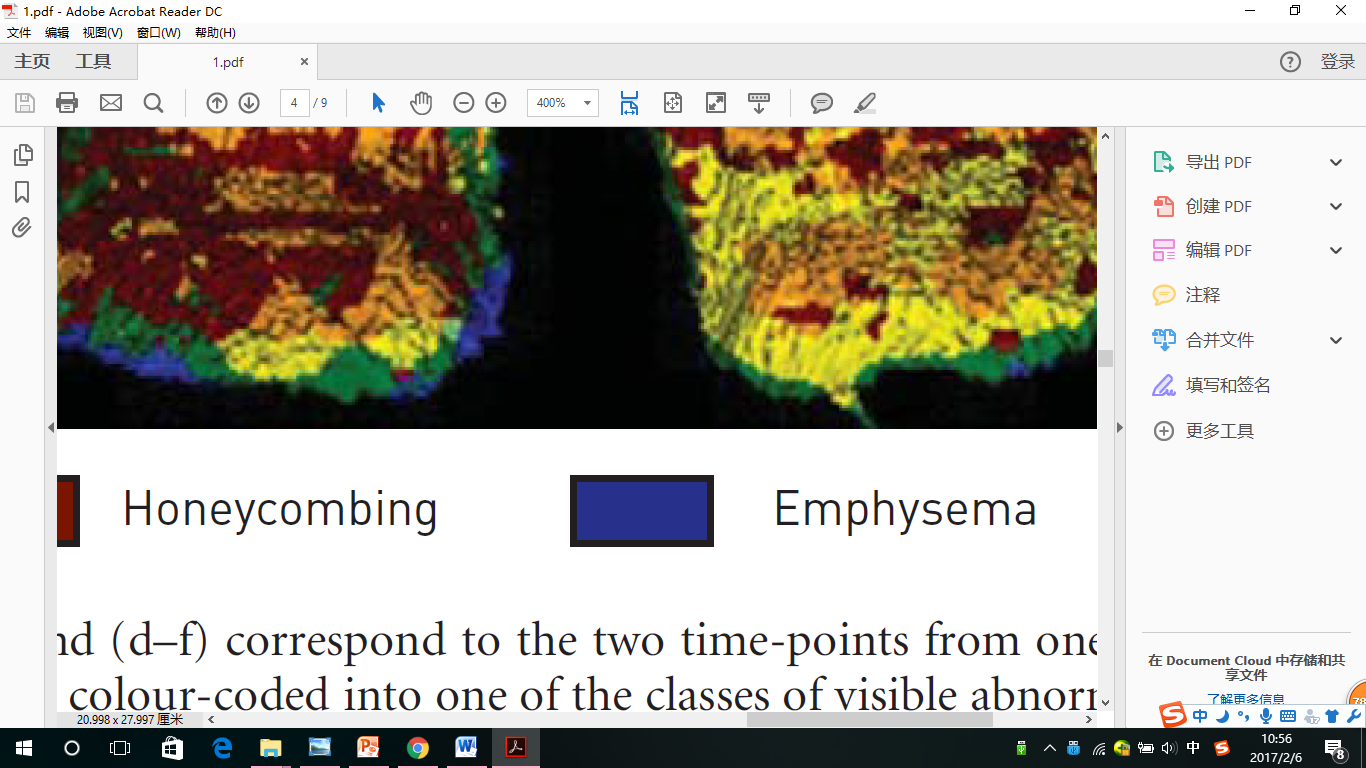 1.pdf - Adobe Acrobat Reader DC
文件 编辑 视图(V) 窗口(W) 帮助(H)
主页 工具 1.pdf × ? 登录
4 / 9 400%
导出 PDF
创建 PDF
编辑 PDF
注释
合并文件
填写和签名
更多工具
Honeycombing Emphysema
nd (d–f) correspond to the two time-points from one
colour-coded into one of the classes of visible abnorr
在 Document Cloud 中存储和共
享文件
了解更多信息
20.998 x 27.997 厘米
中
中 10:56
2017/2/6 8